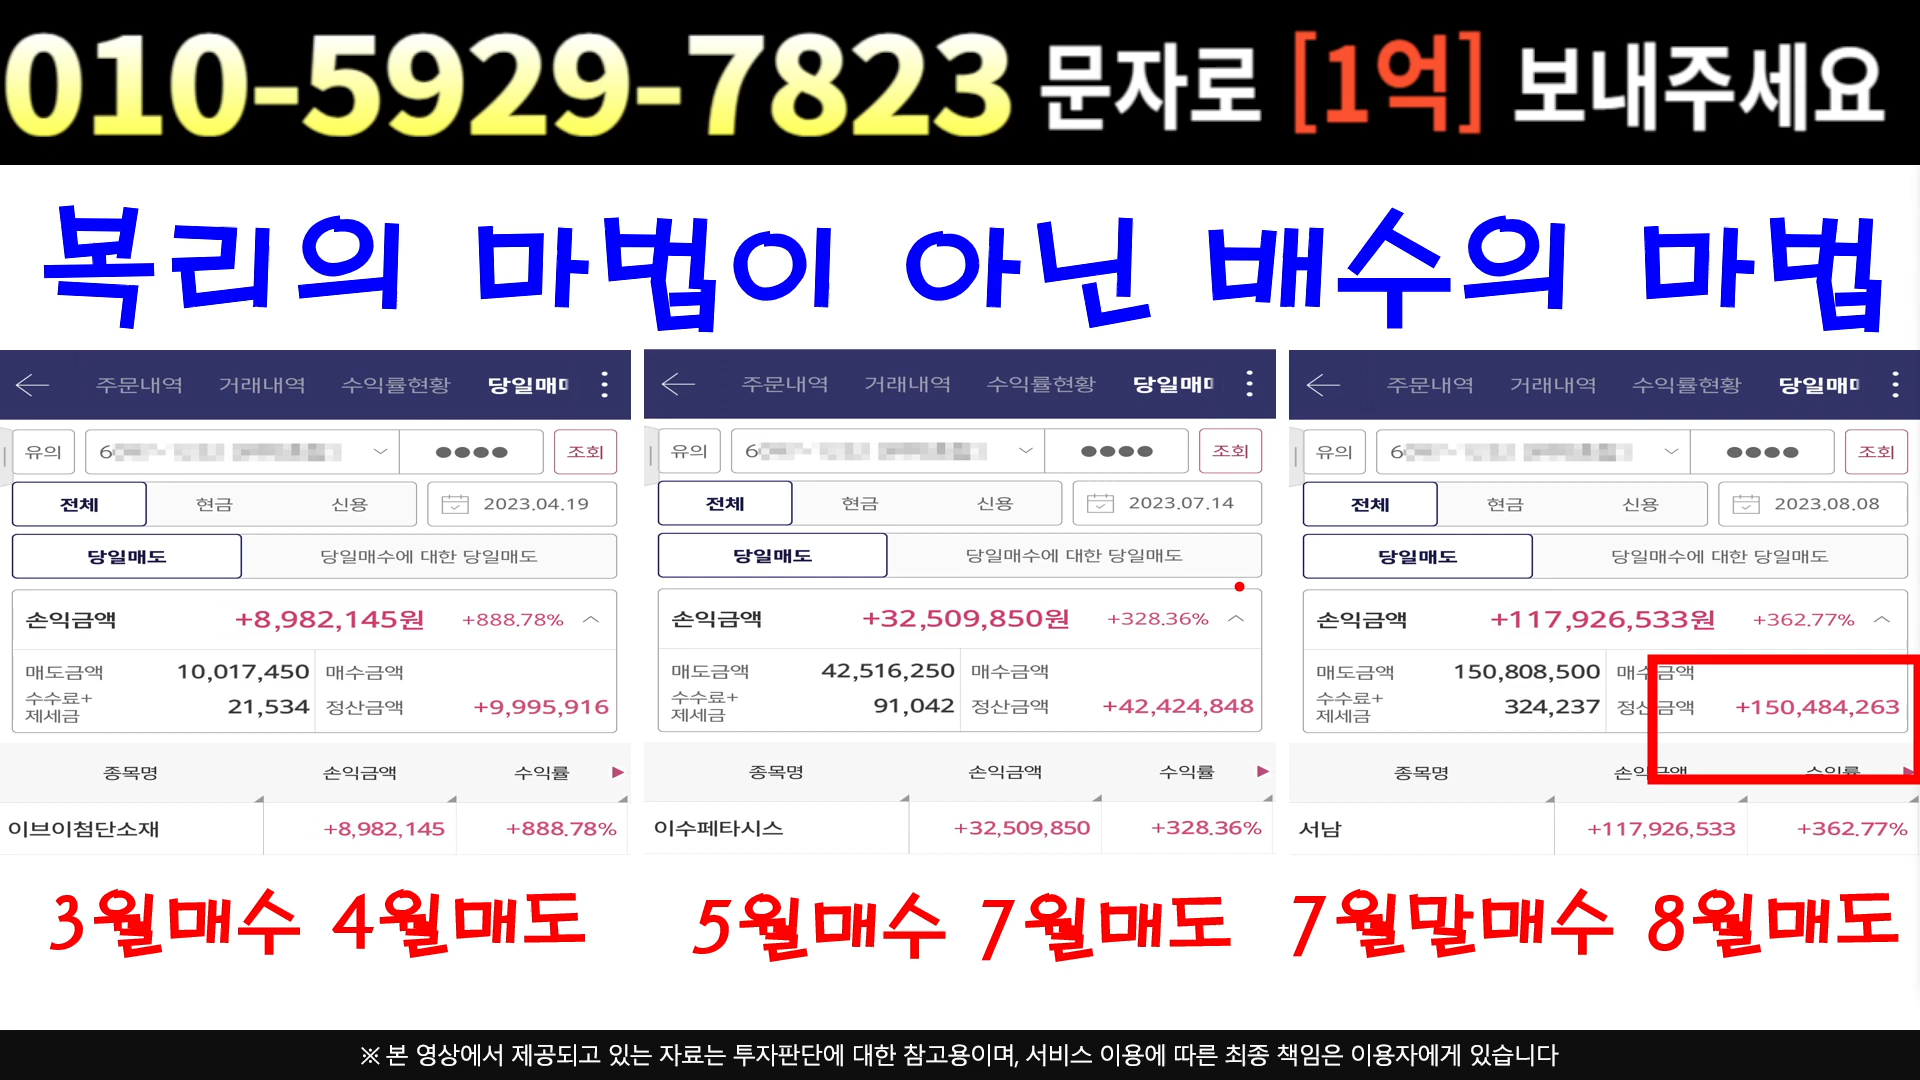 010-5929-7823 문자로 [1억] 보내주세요
복리의 마법이 아닌 배수의 마법
주문내역 거래내역 수익률현황 당일매
유의 6 ●●●● 조회
전체 현금 신용 2023.04.19
당일매도 당일매수에 대한 당일매도
손익금액 +8,982,145원 +888.78%
매도금액 10,017,450 매수금액
수수료+
제세금 21,534 정산금액 +9,995,916
종목명 손익금액 수익률
이브이첨단소재 +8,982,145 +888.78%
3월매수 4월매도
주문내역 거래내역 수익률현황 당일매
유의 6 ●●●● 조회
전체 현금 신용 2023.07.14
당일매도 당일매수에 대한 당일매도
손익금액 +32,509,850원 +328.36%
매도금액 42,516,250 매수금액
수수료+
제세금 91,042 정산금액 +42,424,848
종목명 손익금액 수익률
이수페타시스 +32,509,850 +328.36%
5월매수 7월매도
주문내역 거래내역 수익률현황 당일매
유의 6 ●●●● 조회
전체 현금 신용 2023.08.08
당일매도 당일매수에 대한 당일매도
손익금액 +117,926,533원 +362.77%
매도금액 150,808,500 매수금액
수수료+
제세금 324,237 정산금액 +150,484,263
종목명 손익금액 수익률
서남 +117,926,533 +362.77%
7월말매수 8월매도
※ 본 영상에서 제공되고 있는 자료는 투자판단에 대한 참고용이며, 서비스 이용에 따른 최종 책임은 이용자에게 있습니다